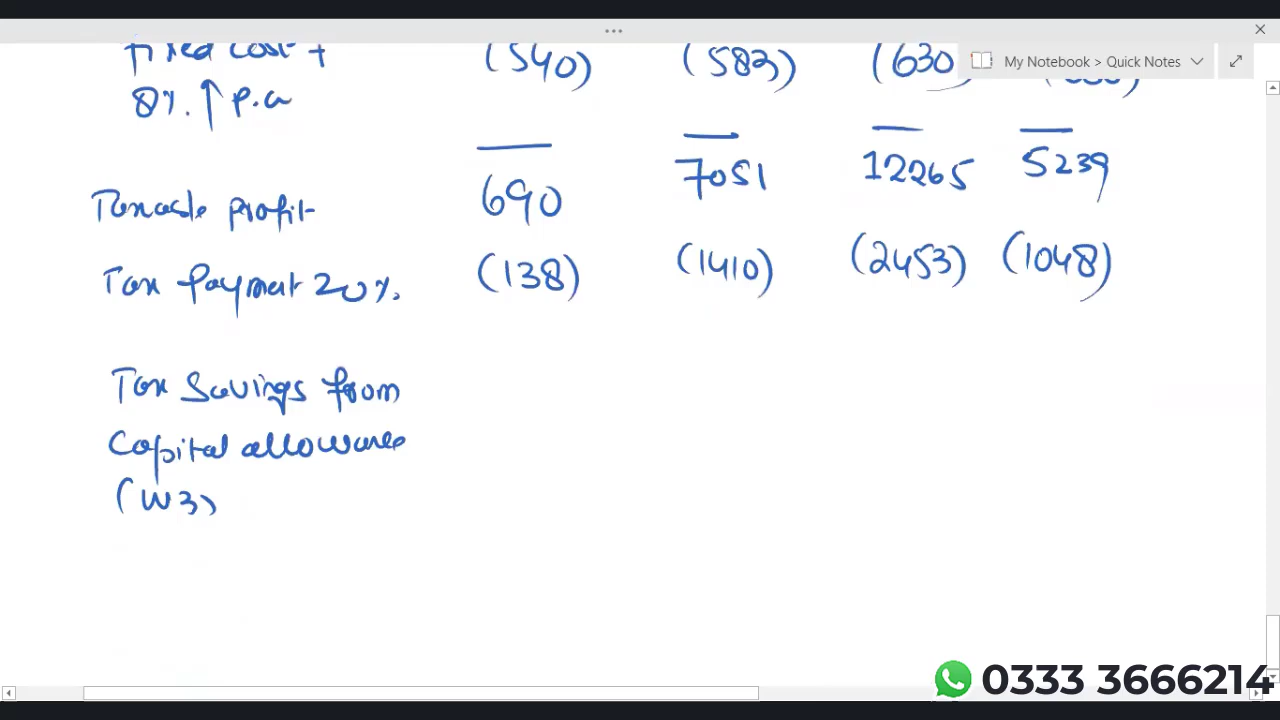 My Notebook > Quick Notes
fixed cost + (540) (583) (630)
8% ↑ p.a
Taxable profit 690 7051 12265 5239
Tax Payment 20% (138) (1410) (2453) (1048)
Tax Savings from
Capital allowance
(W3)
0333 3666214